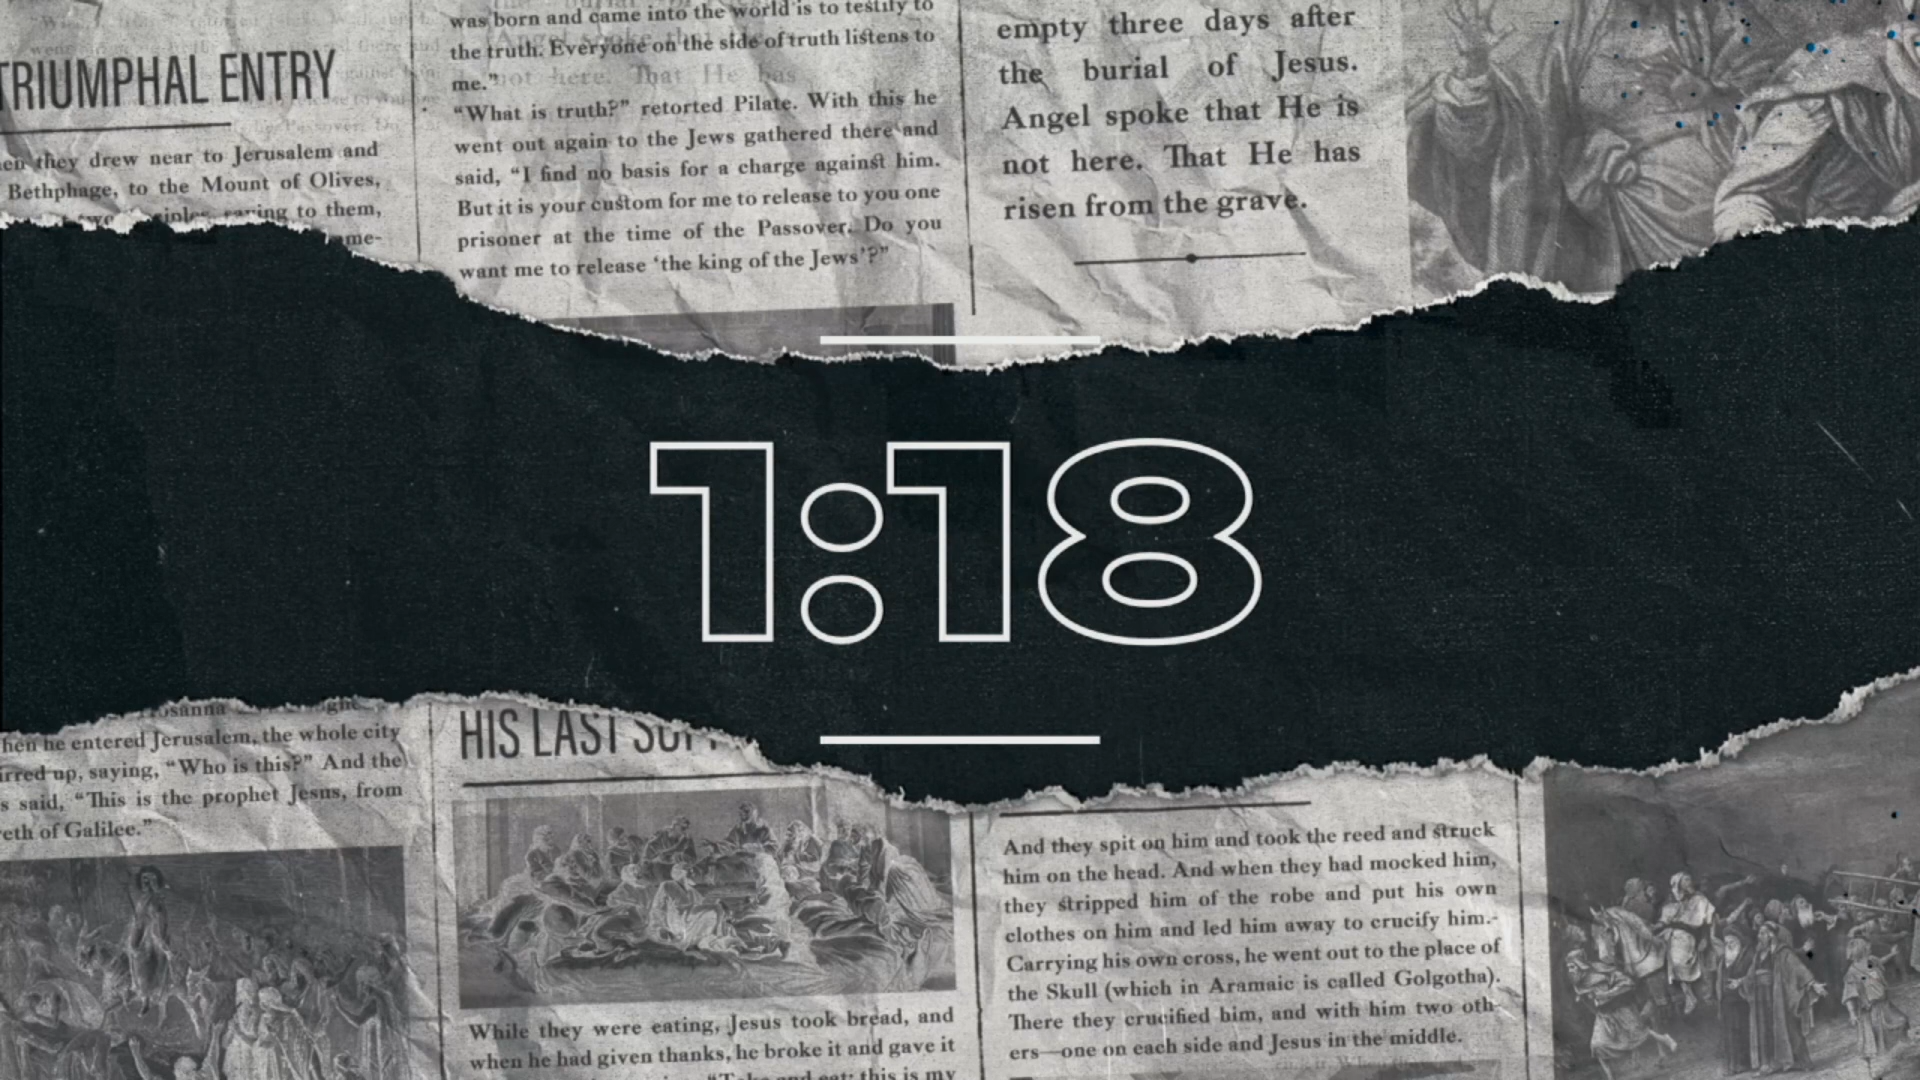 TRIUMPHAL ENTRY
they drew near to Jerusalem and
Bethphage, to the Mount of Olives,
to them,
was born and came into the world is to testify to
the truth. Everyone on the side of truth listens to
me.”
“What is truth?” retorted Pilate. With this he
went out again to the Jews gathered there and
said, “I find no basis for a charge against him.
But it is your custom for me to release to you one
prisoner at the time of the Passover. Do you
want me to release ‘the king of the Jews’?”
empty three days after
the burial of Jesus.
Angel spoke that He is
not here. That He has
risen from the grave.
1:18
he entered Jerusalem, the whole city
up, saying, “Who is this?” And the
said, “This is the prophet Jesus, from
of Galilee.”
HIS LAST
While they were eating, Jesus took bread, and
when he had given thanks, he broke it and gave it
this is my
And they spit on him and took the reed and struck
him on the head. And when they had mocked him,
they stripped him of the robe and put his own
clothes on him and led him away to crucify him.-
Carrying his own cross, he went out to the place of
the Skull (which in Aramaic is called Golgotha).
There they crucified him, and with him two oth-
ers—one on each side and Jesus in the middle.